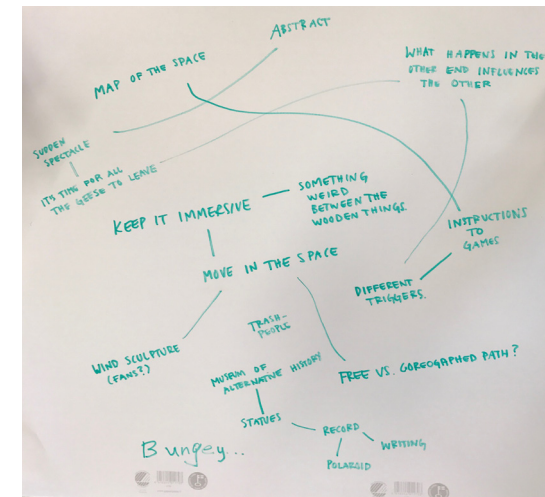 ABSTRACT
MAP OF THE SPACE
WHAT HAPPENS IN THE
OTHER END INFLUENCES
THE OTHER
SUDDEN
SPECTACLE
IT'S TIME FOR ALL
THE GEESE TO LEAVE
SOMETHING
WEIRD
BETWEEN THE
WOODEN THINGS.
KEEP IT IMMERSIVE
INSTRUCTIONS
TO
GAMES
MOVE IN THE SPACE
DIFFERENT
TRIGGERS.
TRASH-
PEOPLE
WIND SCULPTURE
(FANS?)
MUSEUM OF
ALTERNATIVE HISTORY
FREE VS. COREOGAPHED PATH?
STATUES
RECORD
WRITING
POLAROID
Bungey...